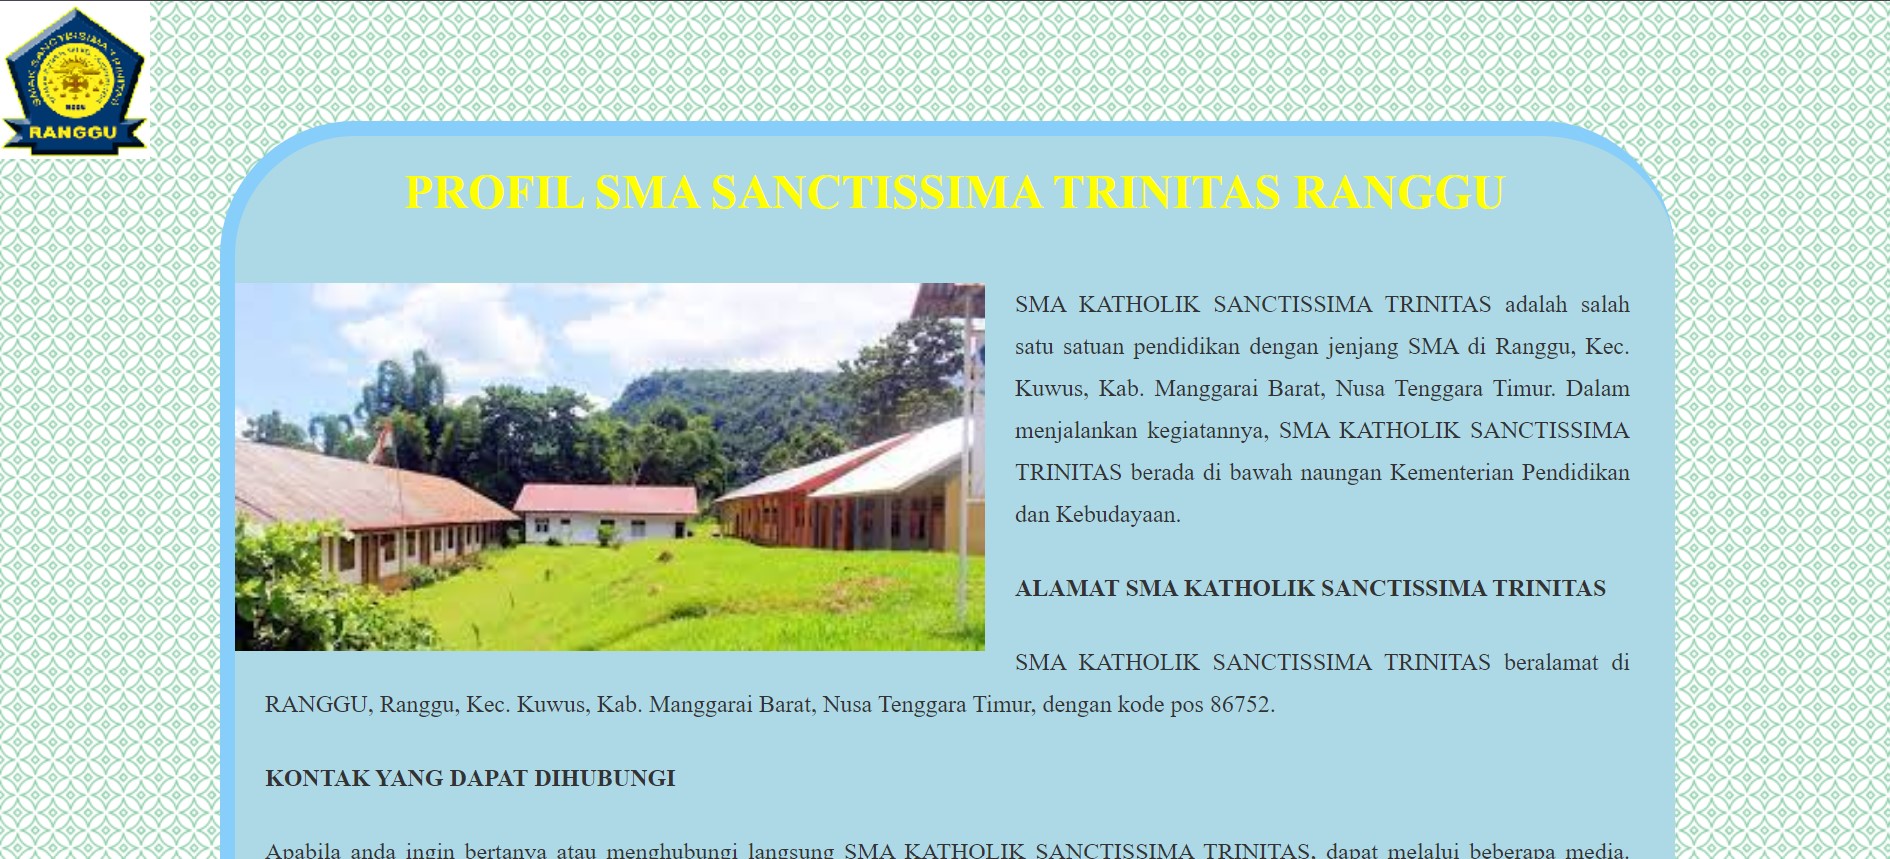 SMAK SANCTISSIMA TRINITAS
RANGGU
PROFIL SMA SANCTISSIMA TRINITAS RANGGU
SMA KATHOLIK SANCTISSIMA TRINITAS adalah salah
satu satuan pendidikan dengan jenjang SMA di Ranggu, Kec.
Kuwus, Kab. Manggarai Barat, Nusa Tenggara Timur. Dalam
menjalankan kegiatannya, SMA KATHOLIK SANCTISSIMA
TRINITAS berada di bawah naungan Kementerian Pendidikan
dan Kebudayaan.
ALAMAT SMA KATHOLIK SANCTISSIMA TRINITAS
SMA KATHOLIK SANCTISSIMA TRINITAS beralamat di
RANGGU, Ranggu, Kec. Kuwus, Kab. Manggarai Barat, Nusa Tenggara Timur, dengan kode pos 86752.
KONTAK YANG DAPAT DIHUBUNGI
Apabila anda ingin bertanya atau menghubungi langsung SMA KATHOLIK SANCTISSIMA TRINITAS, dapat melalui beberapa media.